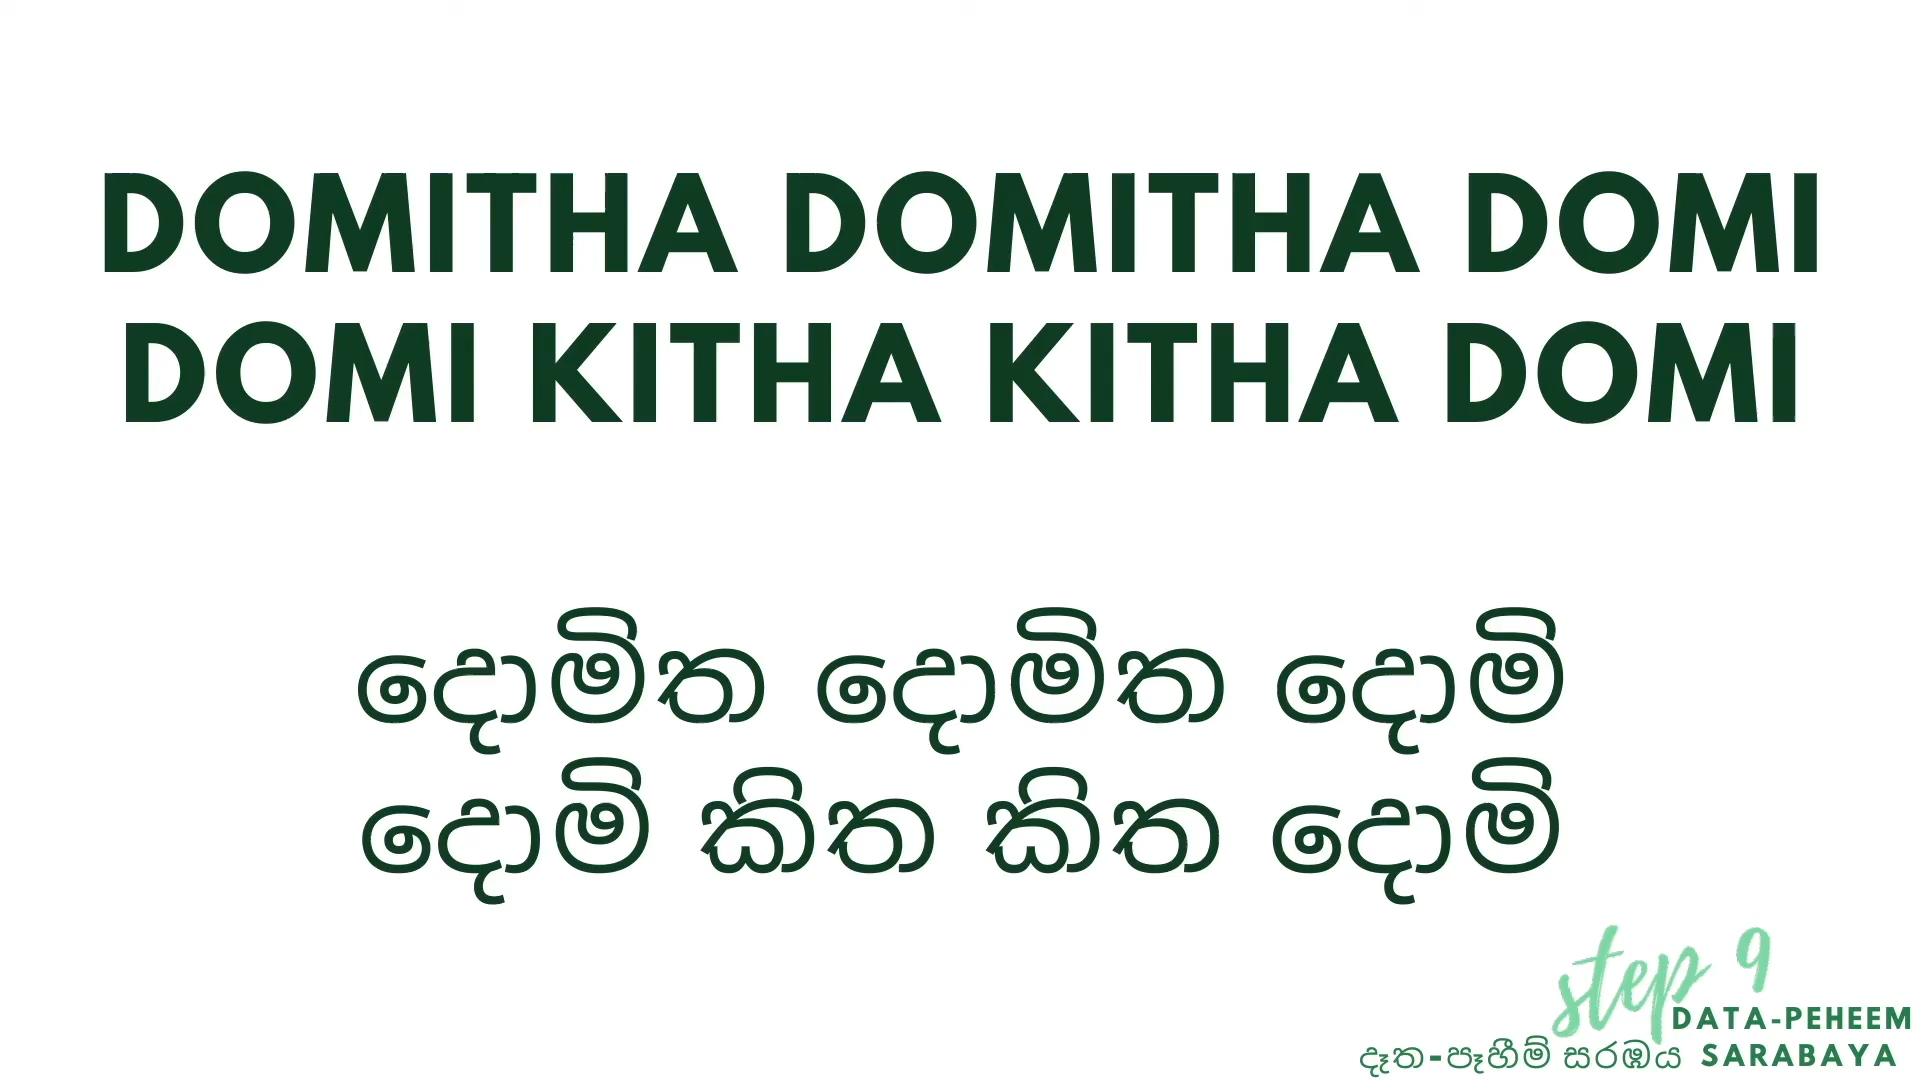 DOMITHA DOMITHA DOMI
DOMI KITHA KITHA DOMI
දොමිත දොමිත දොමි
දොමි කිත කිත දොමි
step 9
DATA-PEHEEM
දෑත-පෑහීම් සරඹය SARABAYA